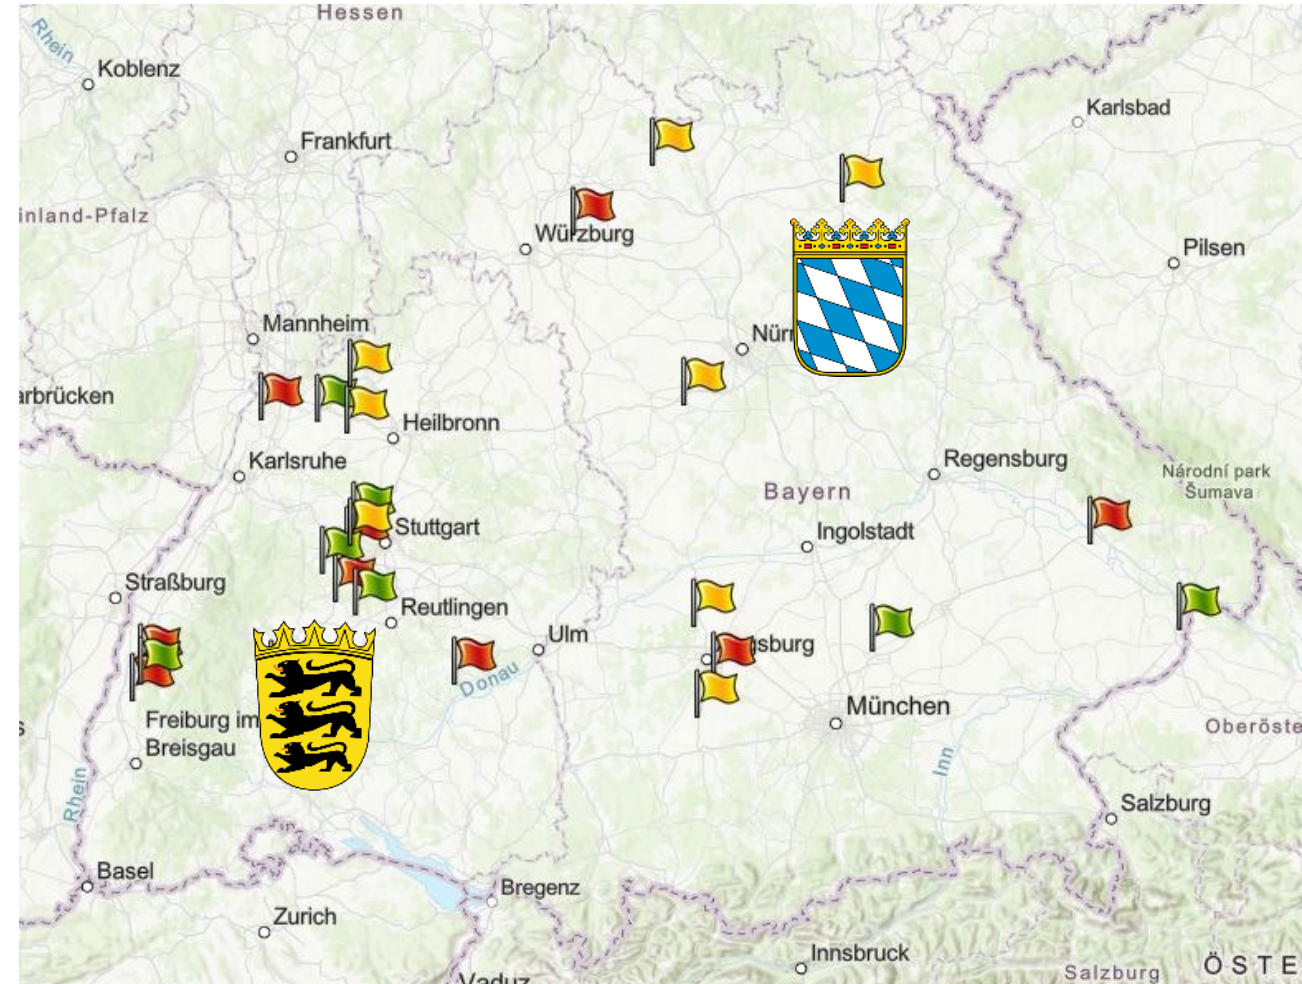 Hessen
Rhein
Koblenz
Karlsbad
Frankfurt
inland-Pfalz
Würzburg
Pilsen
Mannheim
Nürn
arbrücken
Heilbronn
Karlsruhe
Regensburg
Národní park
Šumava
Bayern
Stuttgart
Ingolstadt
Straßburg
Reutlingen
Ulm
gsburg
Donau
München
Freiburg im
Breisgau
Oberöste
Inn
Rhein
Salzburg
Basel
Bregenz
Zurich
Innsbruck
Vaduz
Salzburg
ÖSTE